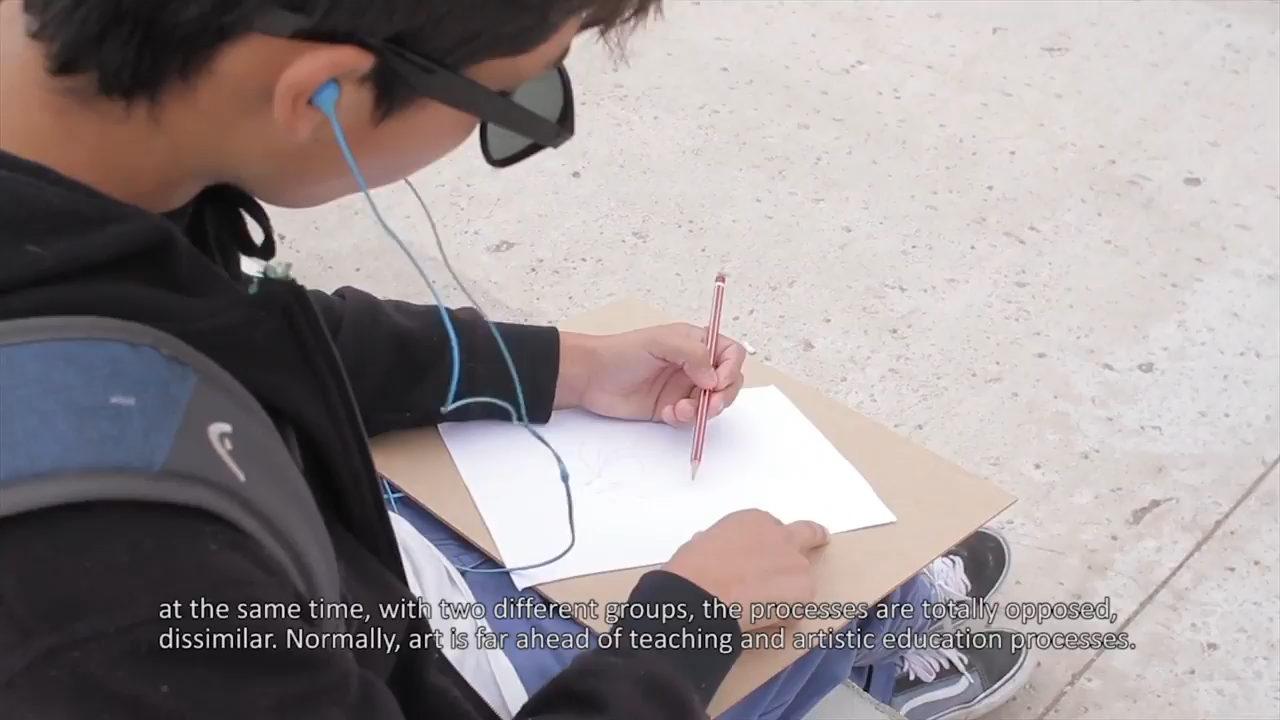 at the same time, with two different groups, the processes are totally opposed,
dissimilar. Normally, art is far ahead of teaching and artistic education processes.